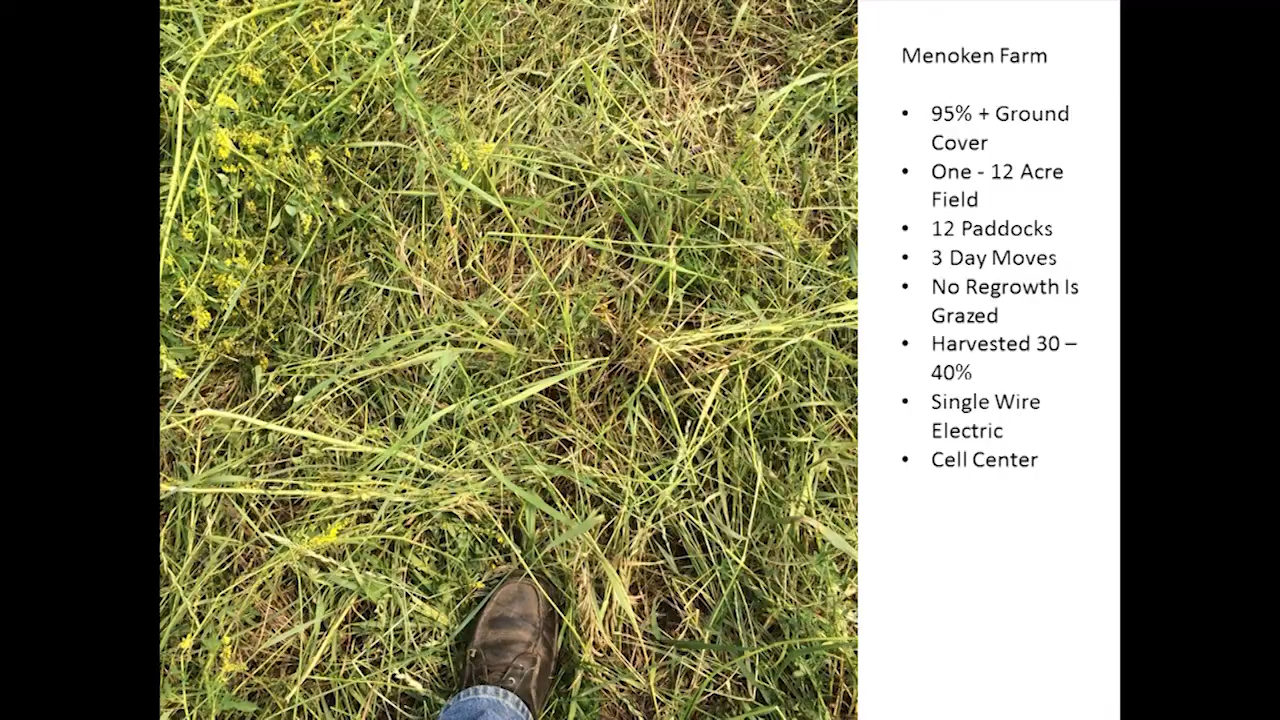 Menoken Farm
• 95% + Ground
Cover
• One - 12 Acre
Field
• 12 Paddocks
• 3 Day Moves
• No Regrowth Is
Grazed
• Harvested 30 –
40%
• Single Wire
Electric
• Cell Center